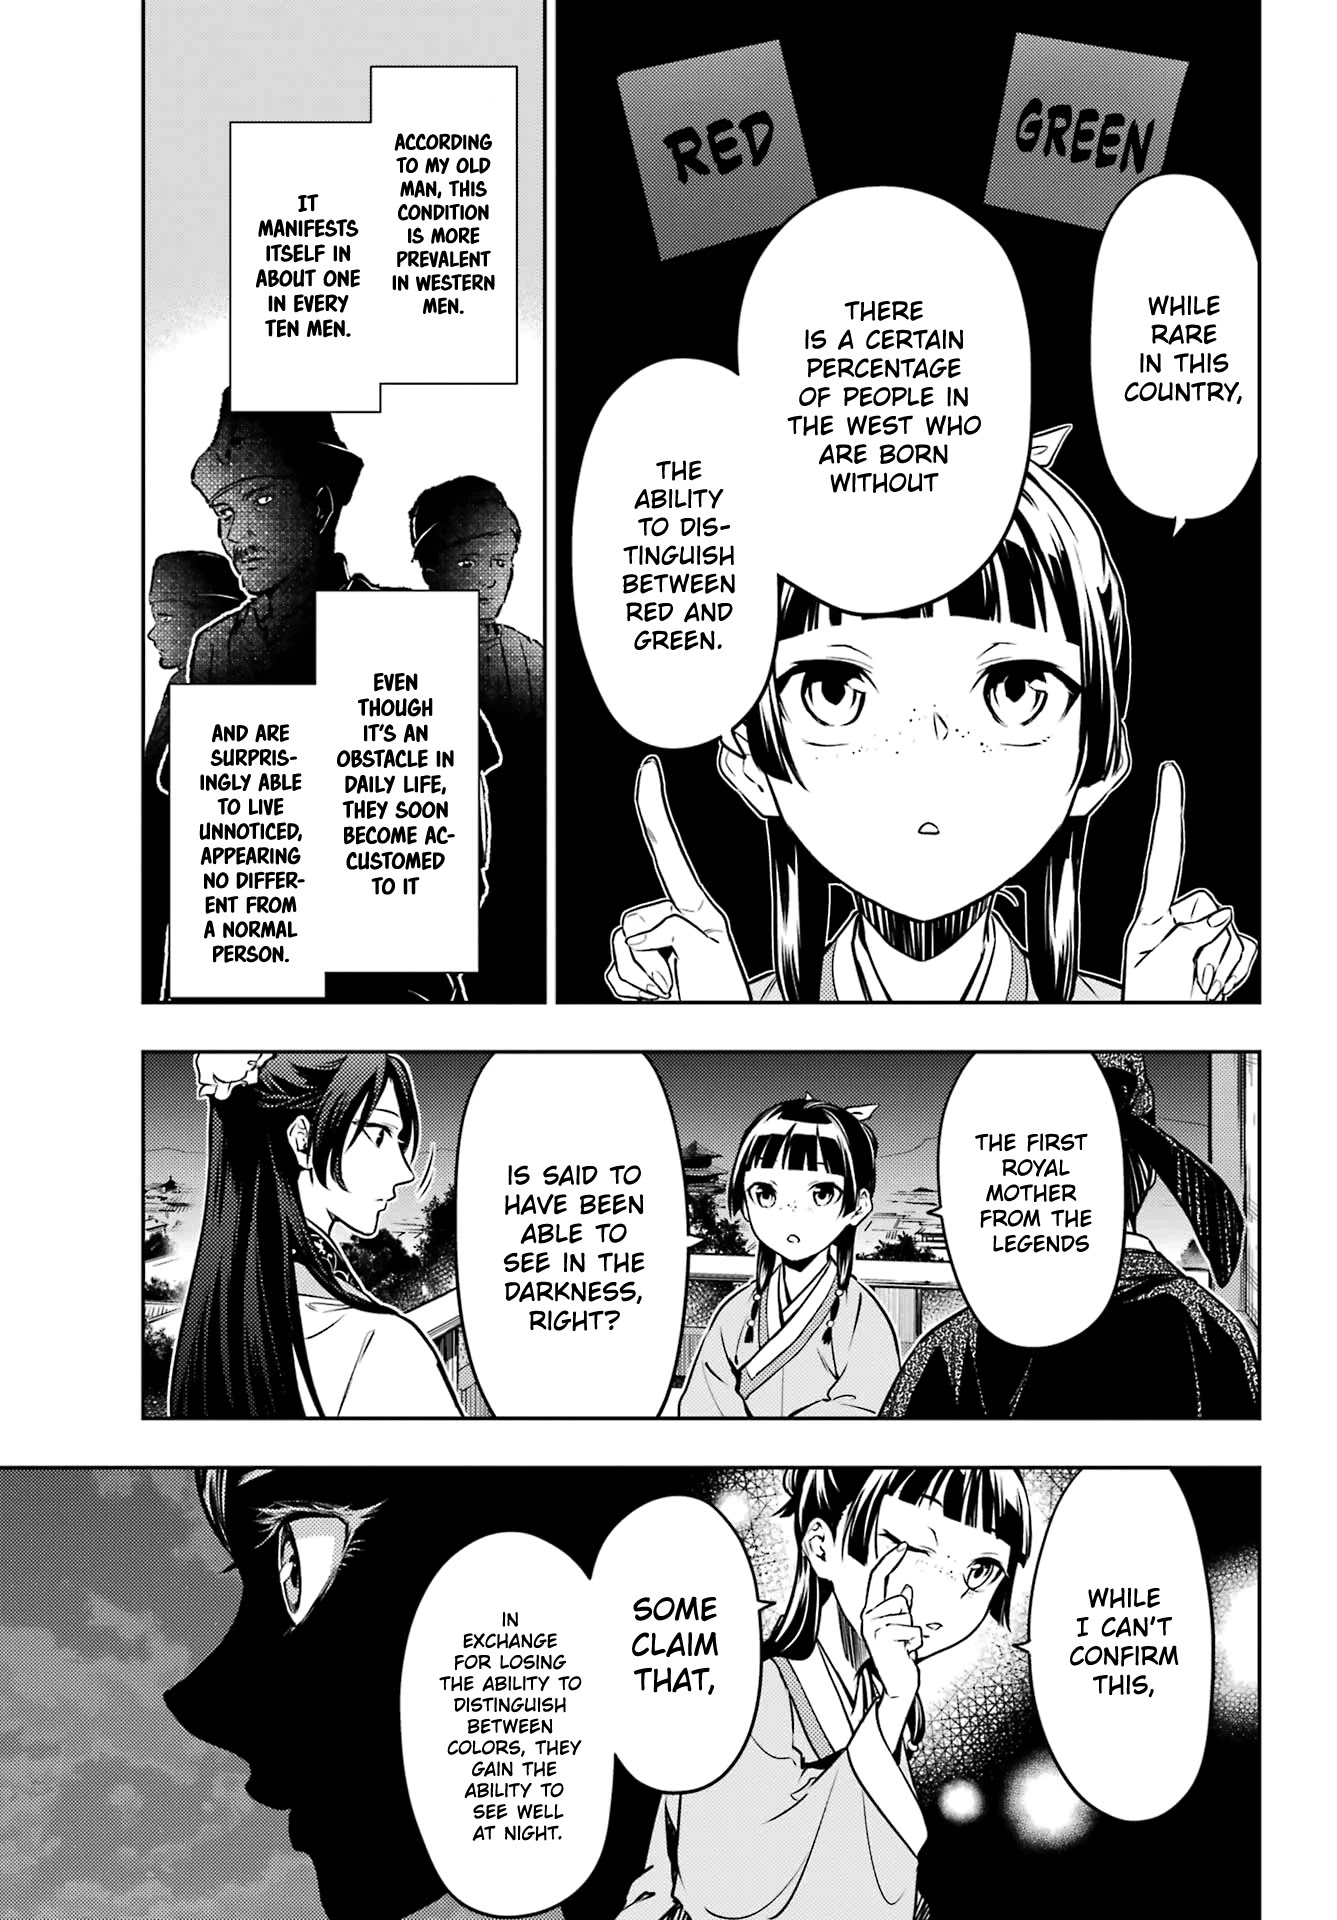 RED
GREEN
WHILE
RARE
IN THIS
COUNTRY,
THERE
IS A CERTAIN
PERCENTAGE
OF PEOPLE IN
THE WEST WHO
ARE BORN
WITHOUT
THE
ABILITY
TO DIS-
TINGUISH
BETWEEN
RED AND
GREEN.
ACCORDING
TO MY OLD
MAN, THIS
CONDITION
IS MORE
PREVALENT
IN WESTERN
MEN.
IT
MANIFESTS
ITSELF IN
ABOUT ONE
IN EVERY
TEN MEN.
EVEN
THOUGH
IT'S AN
OBSTACLE IN
DAILY LIFE,
THEY SOON
BECOME AC-
CUSTOMED
TO IT
AND ARE
SURPRIS-
INGLY ABLE
TO LIVE
UNNOTICED,
APPEARING
NO DIFFER-
ENT FROM
A NORMAL
PERSON.
THE FIRST
ROYAL
MOTHER
FROM THE
LEGENDS
IS SAID TO
HAVE BEEN
ABLE TO
SEE IN THE
DARKNESS,
RIGHT?
WHILE
I CAN'T
CONFIRM
THIS,
SOME
CLAIM
THAT,
IN
EXCHANGE
FOR LOSING
THE ABILITY TO
DISTINGUISH
BETWEEN
COLORS, THEY
GAIN THE
ABILITY TO
SEE WELL
AT NIGHT.